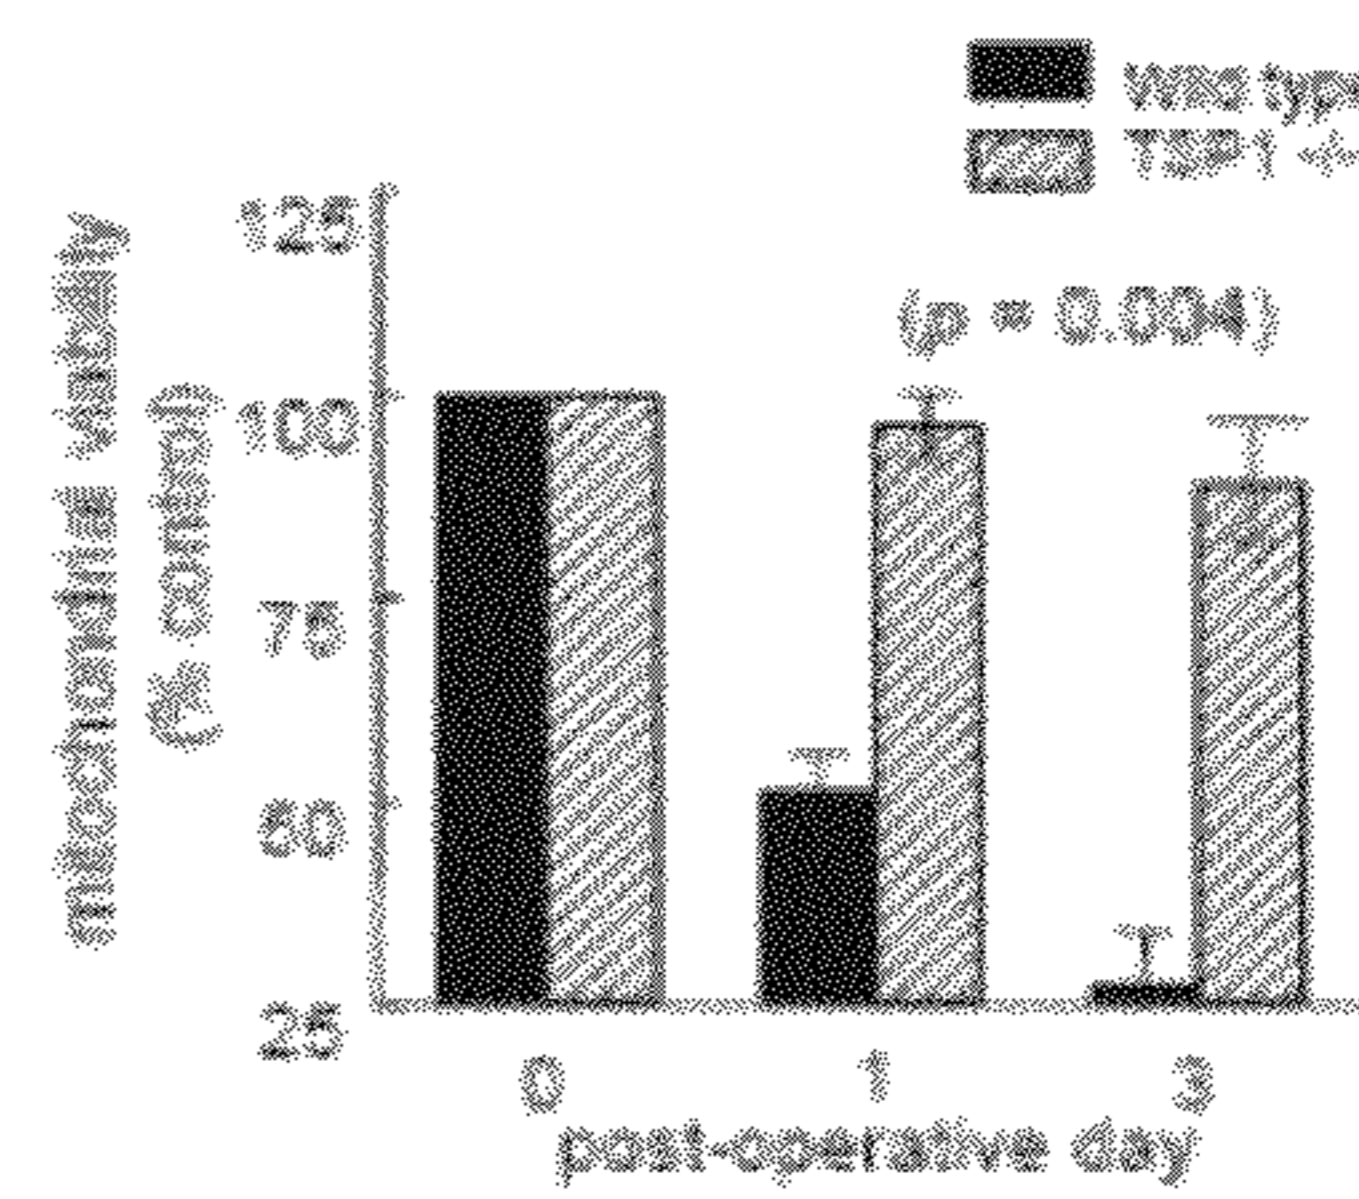 Wild type
TSP1 -/-
(p = 0.004)
mitochondrial viability
(% control)
125
100
75
50
25
0 1 3
post-operative day